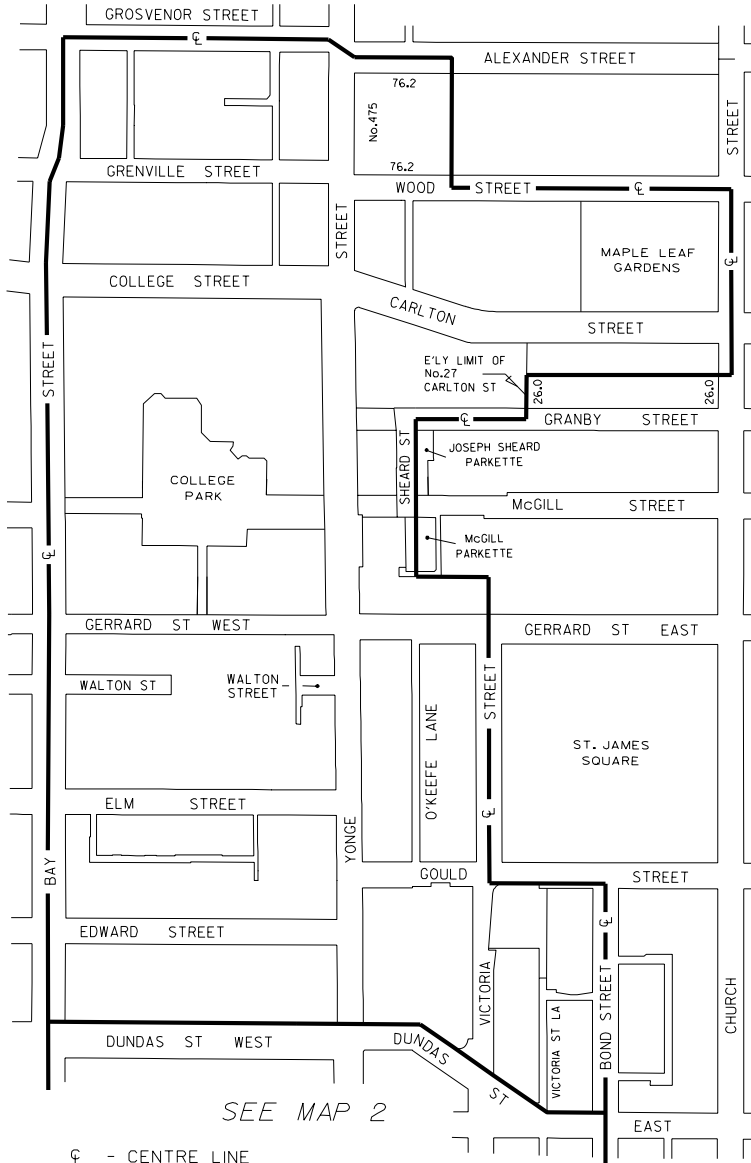 GROSVENOR STREET
℄
ALEXANDER STREET
76.2
No.475
STREET
76.2
GRENVILLE STREET
WOOD STREET ℄
STREET
MAPLE LEAF
GARDENS
℄
COLLEGE STREET
CARLTON STREET
STREET
E'LY LIMIT OF
No.27
CARLTON ST
26.0
26.0
℄
GRANBY STREET
SHEARD ST
JOSEPH SHEARD
PARKETTE
COLLEGE
PARK
McGILL STREET
℄
McGILL
PARKETTE
GERRARD ST WEST
GERRARD ST EAST
WALTON ST
WALTON
STREET
STREET
O'KEEFE LANE
ST. JAMES
SQUARE
ELM STREET
℄
YONGE
BAY
GOULD STREET
℄
EDWARD STREET
VICTORIA
VICTORIA ST LA
BOND STREET
CHURCH
DUNDAS ST WEST
DUNDAS ST EAST
SEE MAP 2
℄ - CENTRE LINE